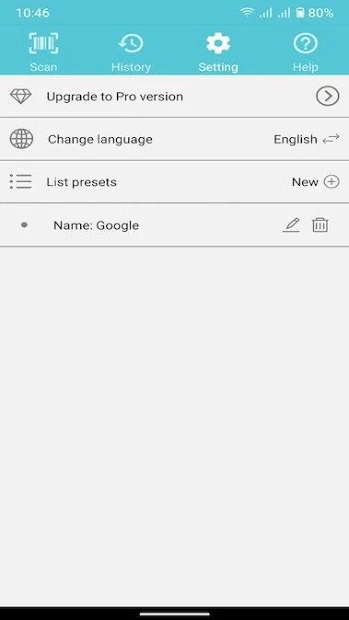 10:46
80%
Scan
History
Setting
Help
Upgrade to Pro version
Change language
English
List presets
New
Name: Google